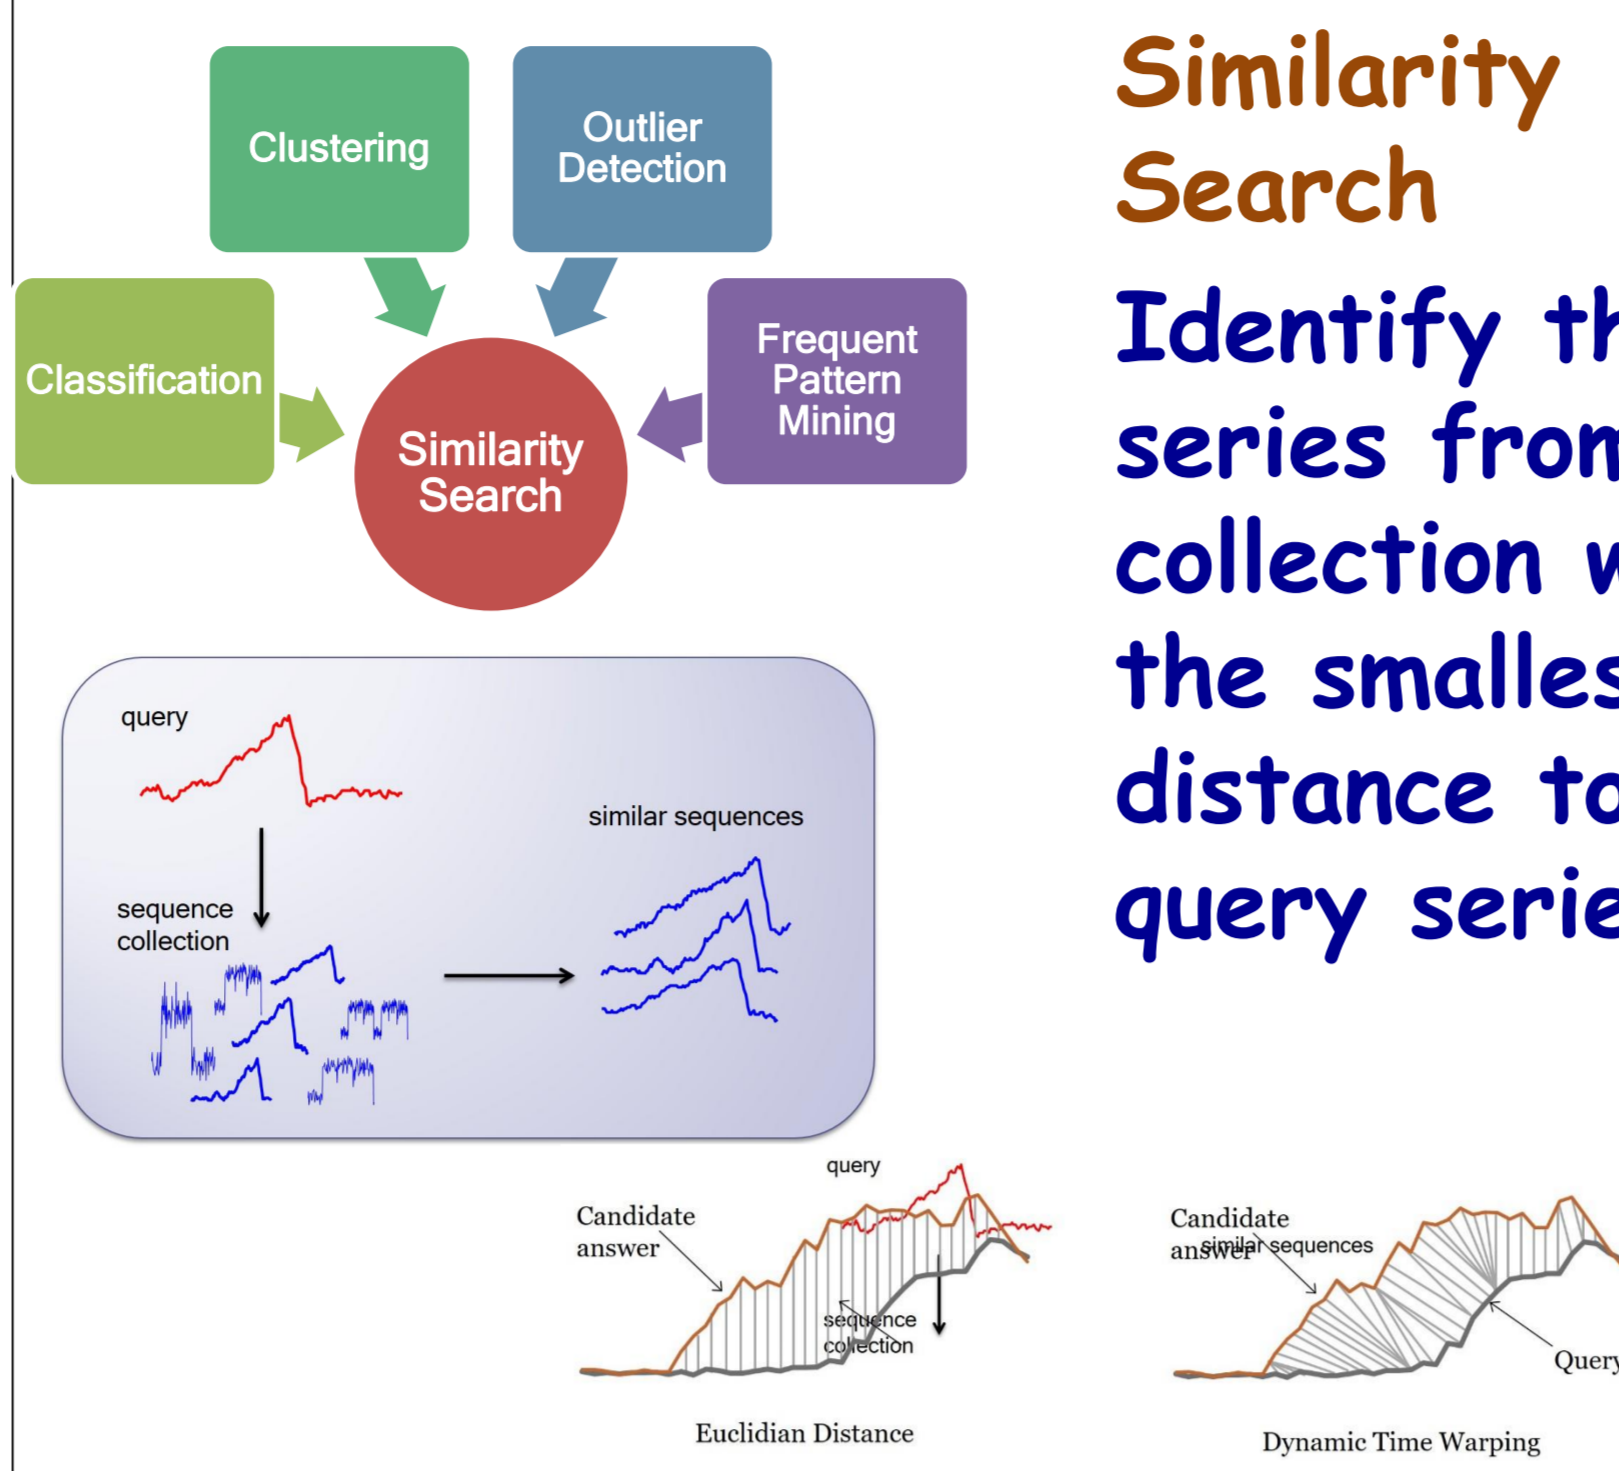 Clustering
Outlier
Detection
Classification
Frequent
Pattern
Mining
Similarity
Search
Similarity
Search
Identify th
series from
collection w
the smalles
distance to
query serie
query
sequence
collection
similar sequences
query
Candidate
answer
sequence
collection
Euclidian Distance
Candidate
answer
similar sequences
Query
Dynamic Time Warping